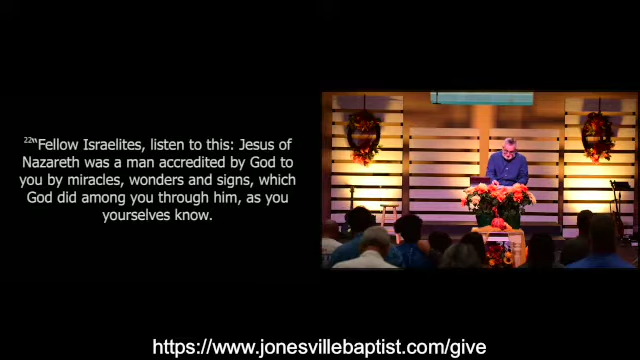 ²²“Fellow Israelites, listen to this: Jesus of
Nazareth was a man accredited by God to
you by miracles, wonders and signs, which
God did among you through him, as you
yourselves know.
https://www.jonesvillebaptist.com/give